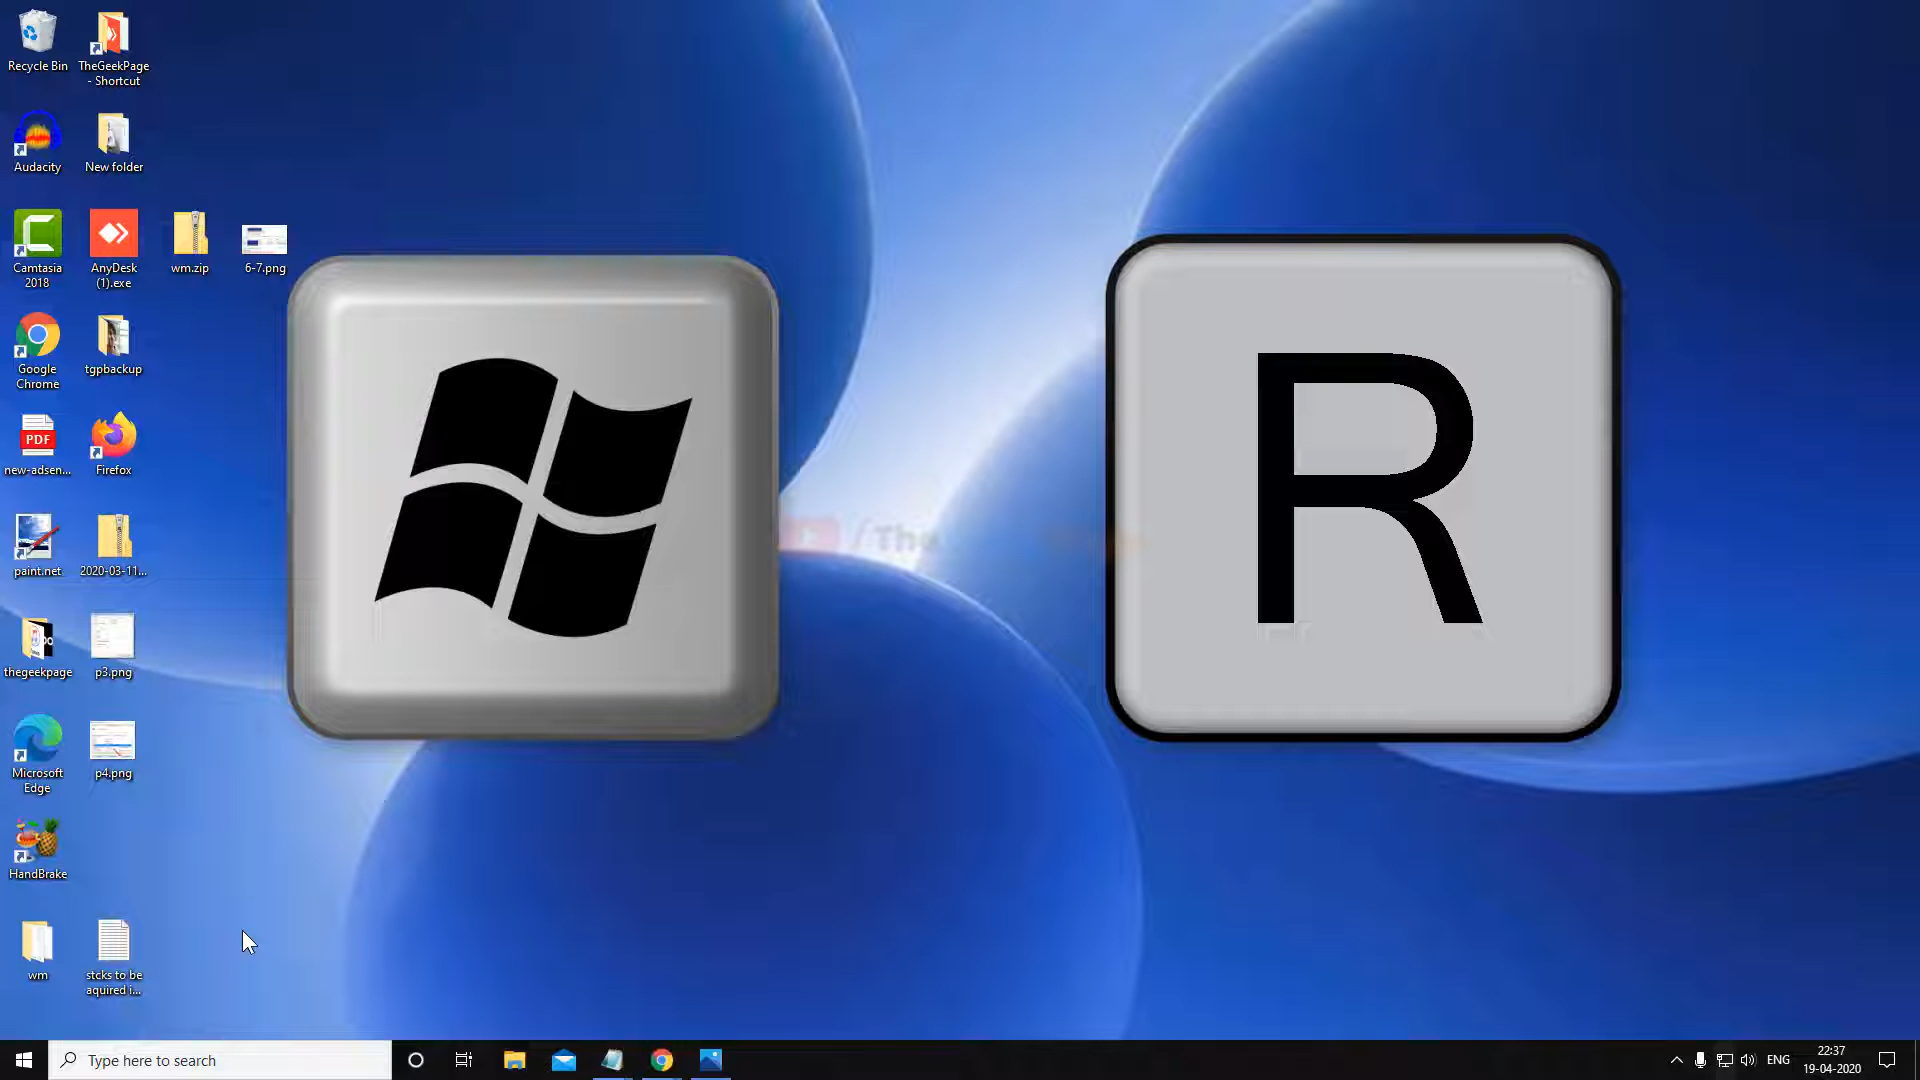 Recycle Bin
TheGeekPage
- Shortcut
Audacity
New folder
Camtasia
2018
AnyDesk
(1).exe
wm.zip
6-7.png
Google
Chrome
tgpbackup
PDF
new-adsen...
Firefox
paint.net
2020-03-11...
thegeekpage
p3.png
Microsoft
Edge
p4.png
HandBrake
wm
stcks to be
aquired i...
R
/ The
Type here to search
ENG
22:37
19-04-2020